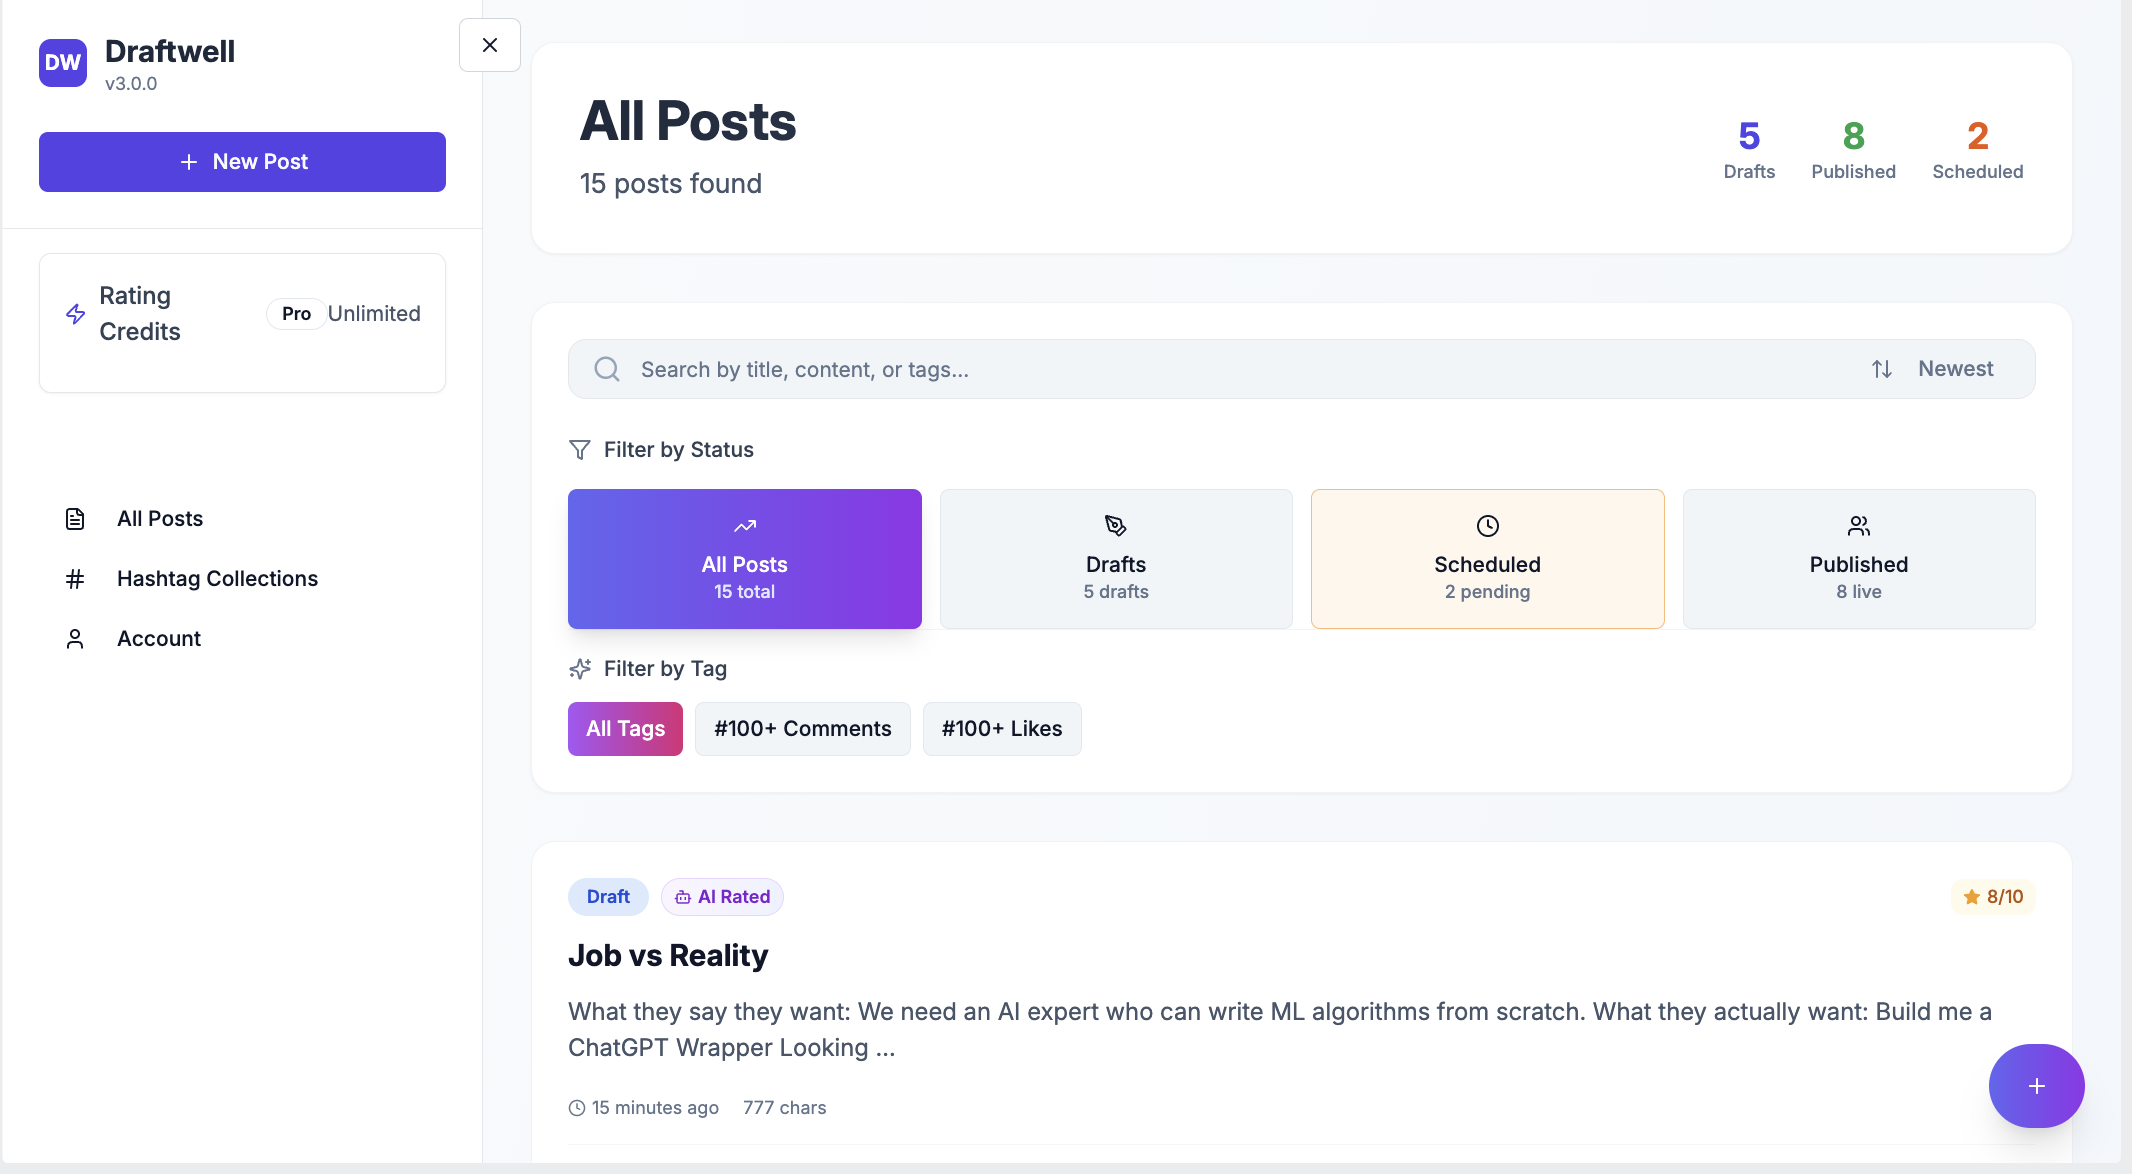 DW
Draftwell
v3.0.0
+ New Post
Rating
Credits
Pro Unlimited
All Posts
Hashtag Collections
Account
All Posts
15 posts found
5
Drafts
8
Published
2
Scheduled
Search by title, content, or tags...
Newest
Filter by Status
All Posts
15 total
Drafts
5 drafts
Scheduled
2 pending
Published
8 live
Filter by Tag
All Tags
#100+ Comments
#100+ Likes
Draft
AI Rated
8/10
Job vs Reality
What they say they want: We need an AI expert who can write ML algorithms from scratch. What they actually want: Build me a
ChatGPT Wrapper Looking ...
15 minutes ago 777 chars
+